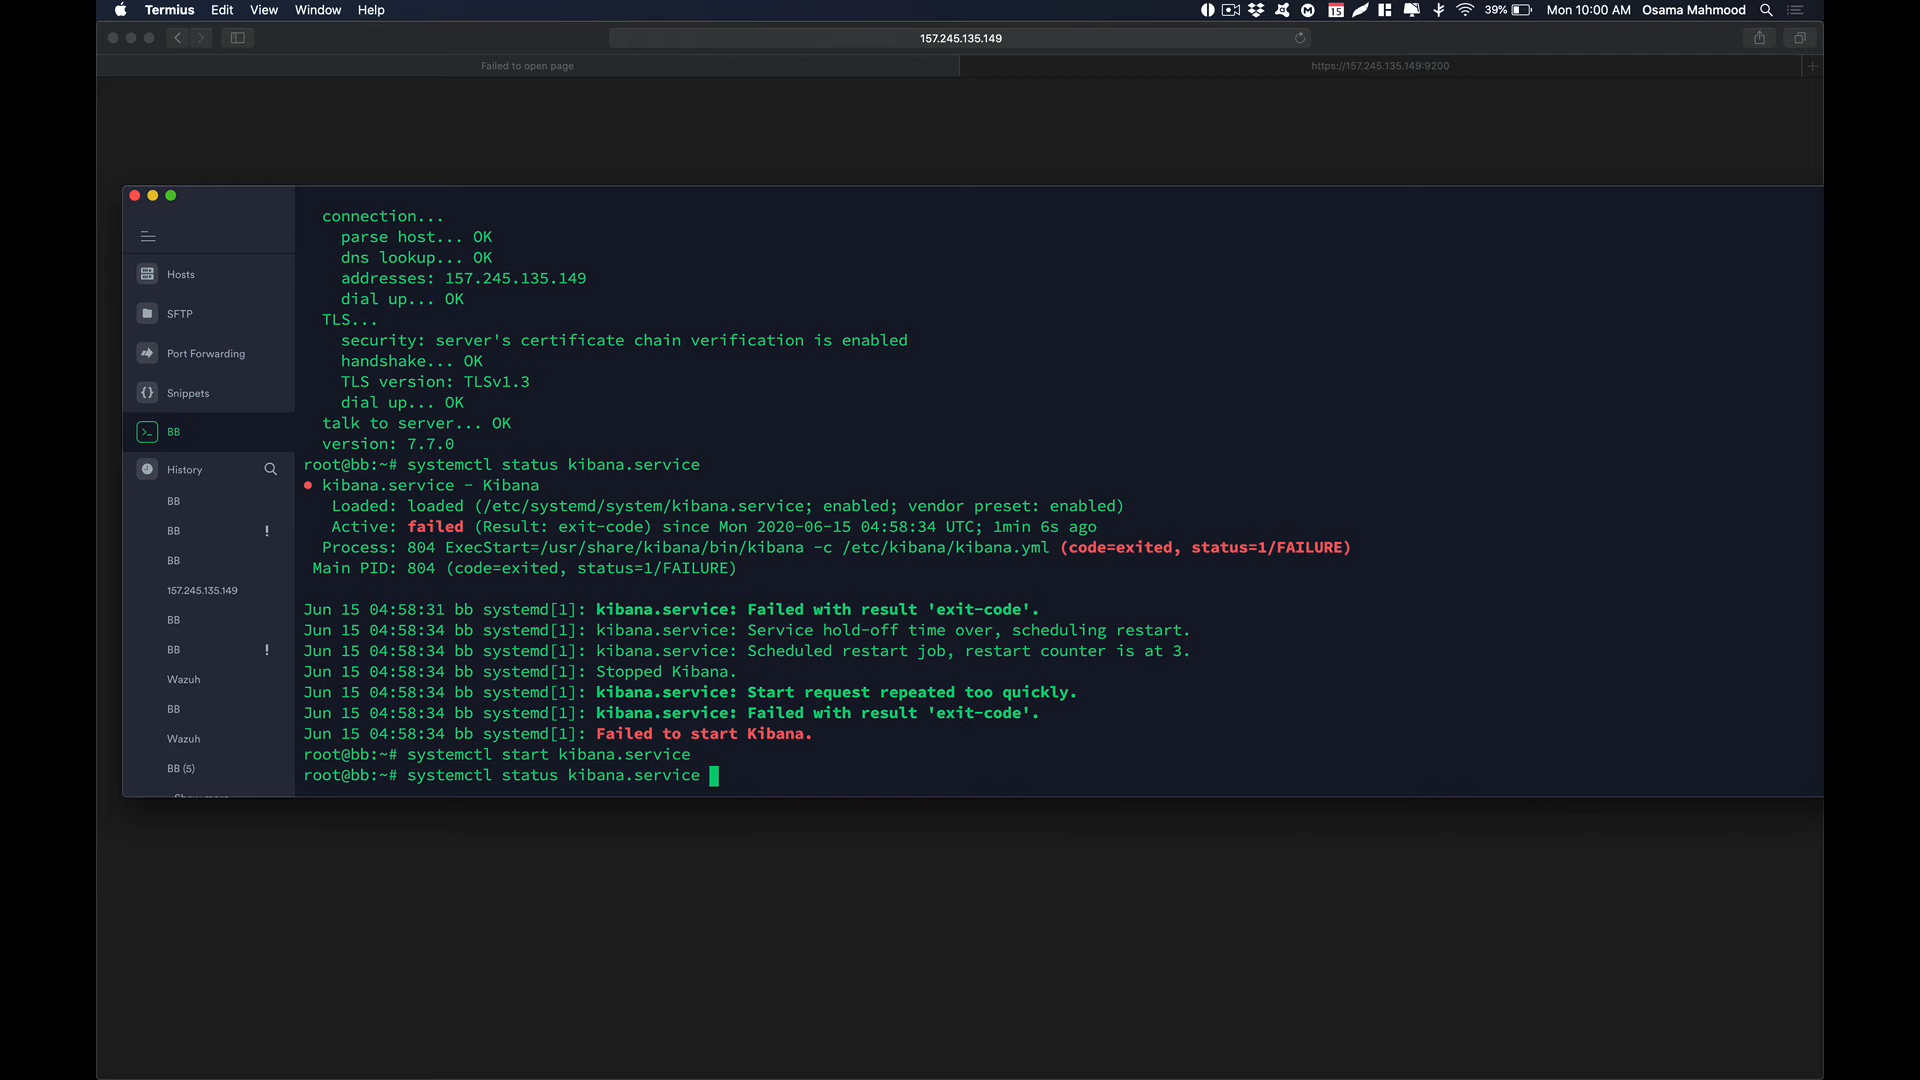 Termius Edit View Window Help
15 39% Mon 10:00 AM Osama Mahmood
157.245.135.149
Failed to open page
https://157.245.135.149:9200
Hosts
SFTP
Port Forwarding
Snippets
BB
History
BB
BB !
BB
157.245.135.149
BB
BB !
Wazuh
BB
Wazuh
BB (5)
connection...
parse host... OK
dns lookup... OK
addresses: 157.245.135.149
dial up... OK
TLS...
security: server's certificate chain verification is enabled
handshake... OK
TLS version: TLSv1.3
dial up... OK
talk to server... OK
version: 7.7.0
root@bb:~# systemctl status kibana.service
● kibana.service - Kibana
Loaded: loaded (/etc/systemd/system/kibana.service; enabled; vendor preset: enabled)
Active: failed (Result: exit-code) since Mon 2020-06-15 04:58:34 UTC; 1min 6s ago
Process: 804 ExecStart=/usr/share/kibana/bin/kibana -c /etc/kibana/kibana.yml (code=exited, status=1/FAILURE)
Main PID: 804 (code=exited, status=1/FAILURE)
Jun 15 04:58:31 bb systemd[1]: kibana.service: Failed with result 'exit-code'.
Jun 15 04:58:34 bb systemd[1]: kibana.service: Service hold-off time over, scheduling restart.
Jun 15 04:58:34 bb systemd[1]: kibana.service: Scheduled restart job, restart counter is at 3.
Jun 15 04:58:34 bb systemd[1]: Stopped Kibana.
Jun 15 04:58:34 bb systemd[1]: kibana.service: Start request repeated too quickly.
Jun 15 04:58:34 bb systemd[1]: kibana.service: Failed with result 'exit-code'.
Jun 15 04:58:34 bb systemd[1]: Failed to start Kibana.
root@bb:~# systemctl start kibana.service
root@bb:~# systemctl status kibana.service